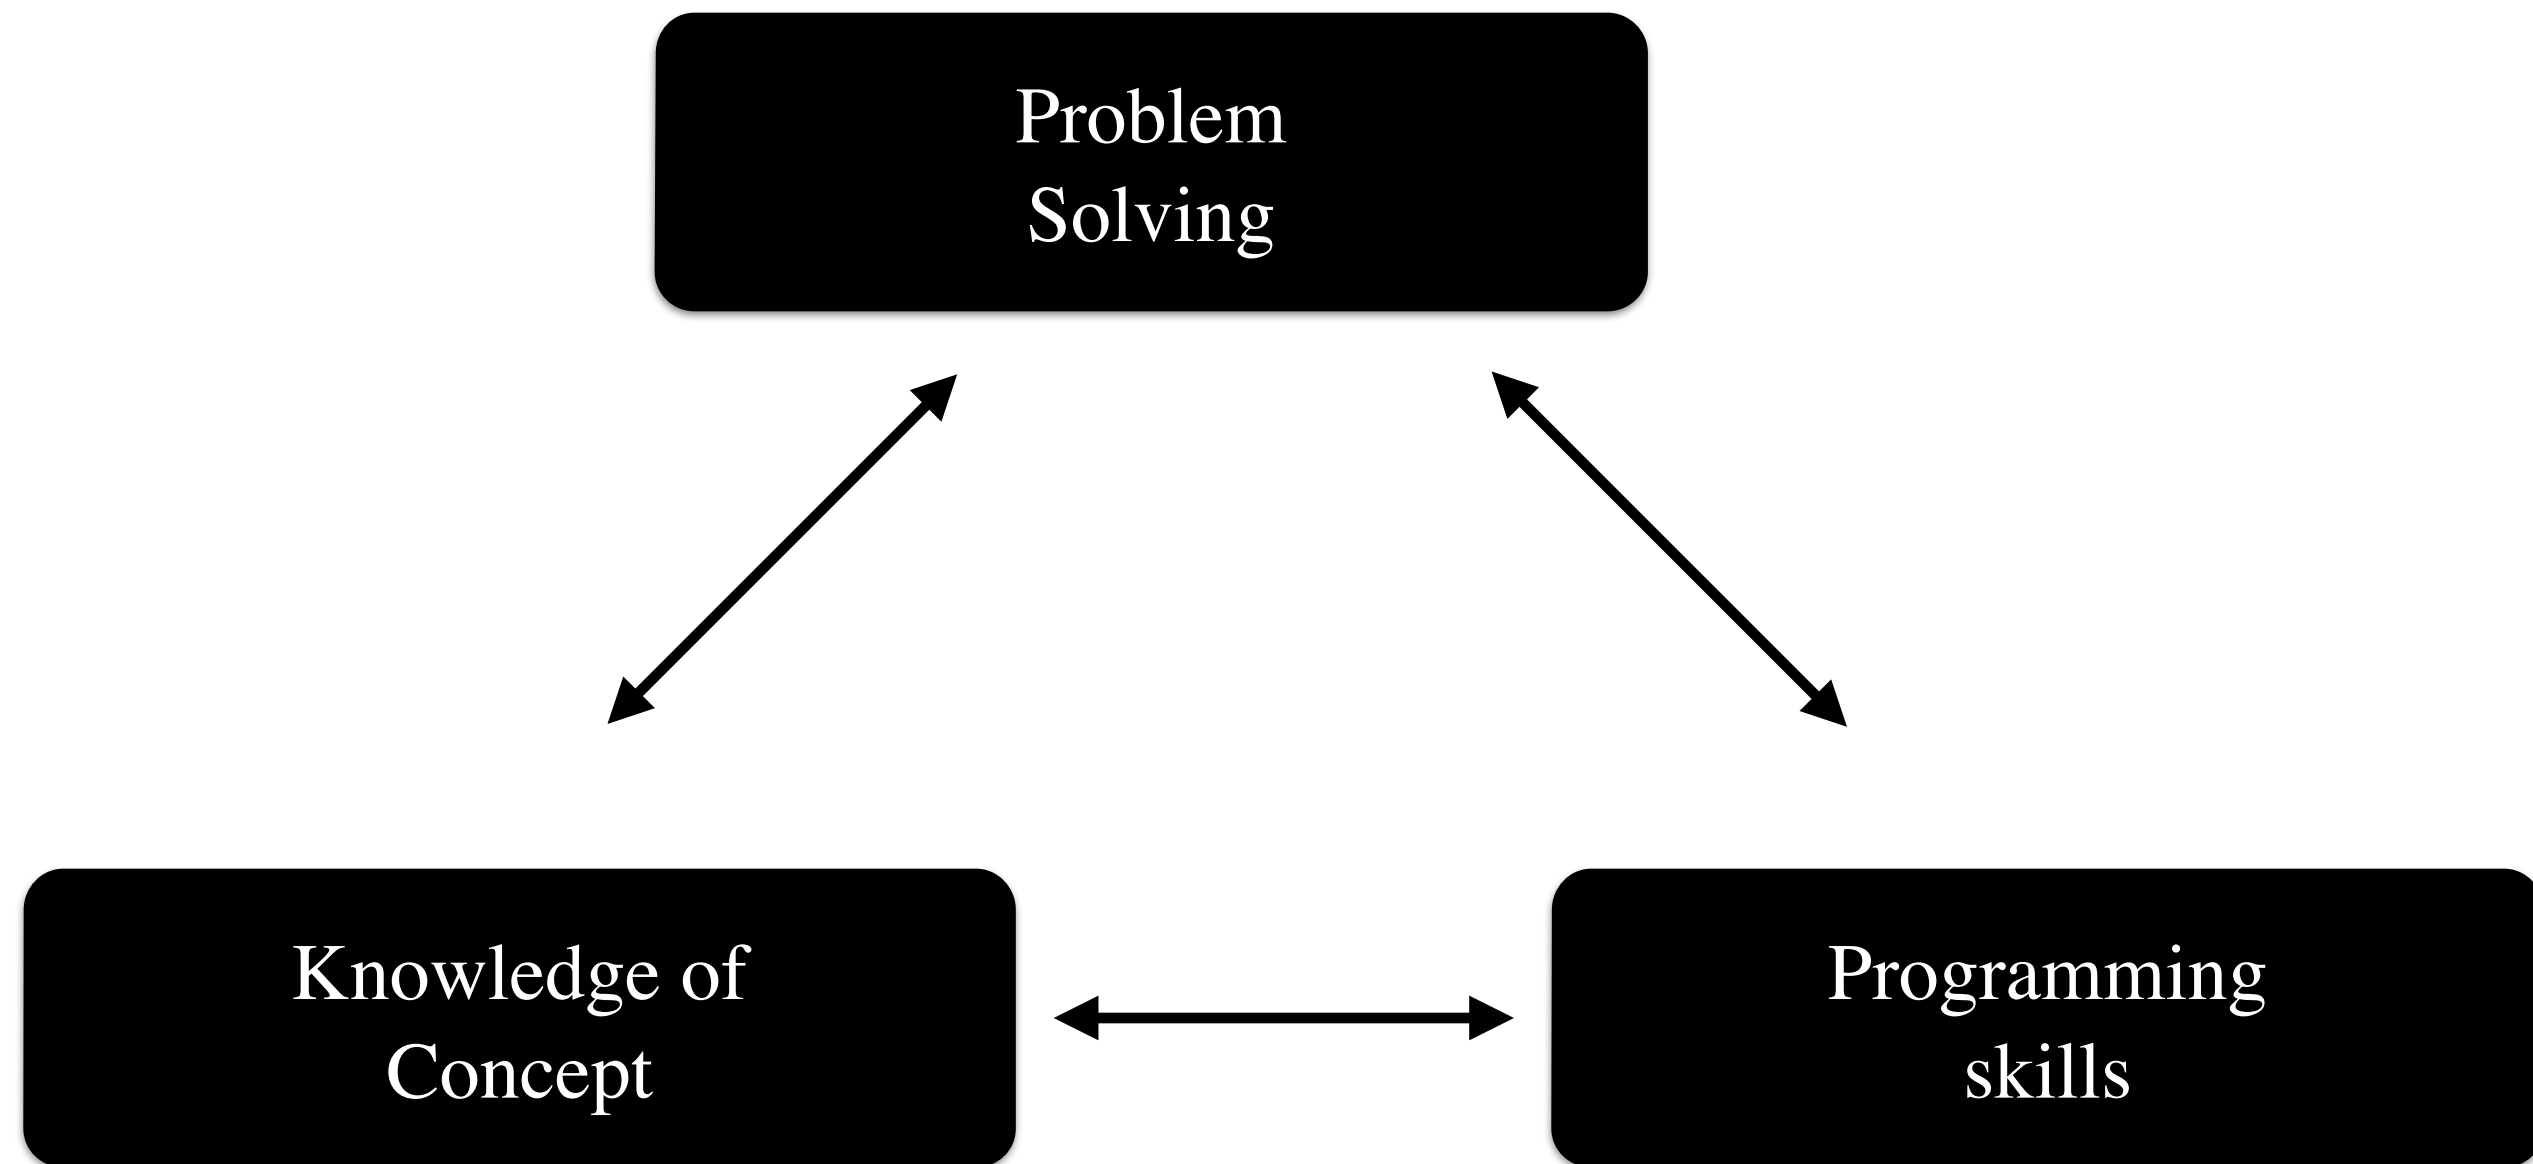 Problem
Solving
Knowledge of
Concept
Programming
skills